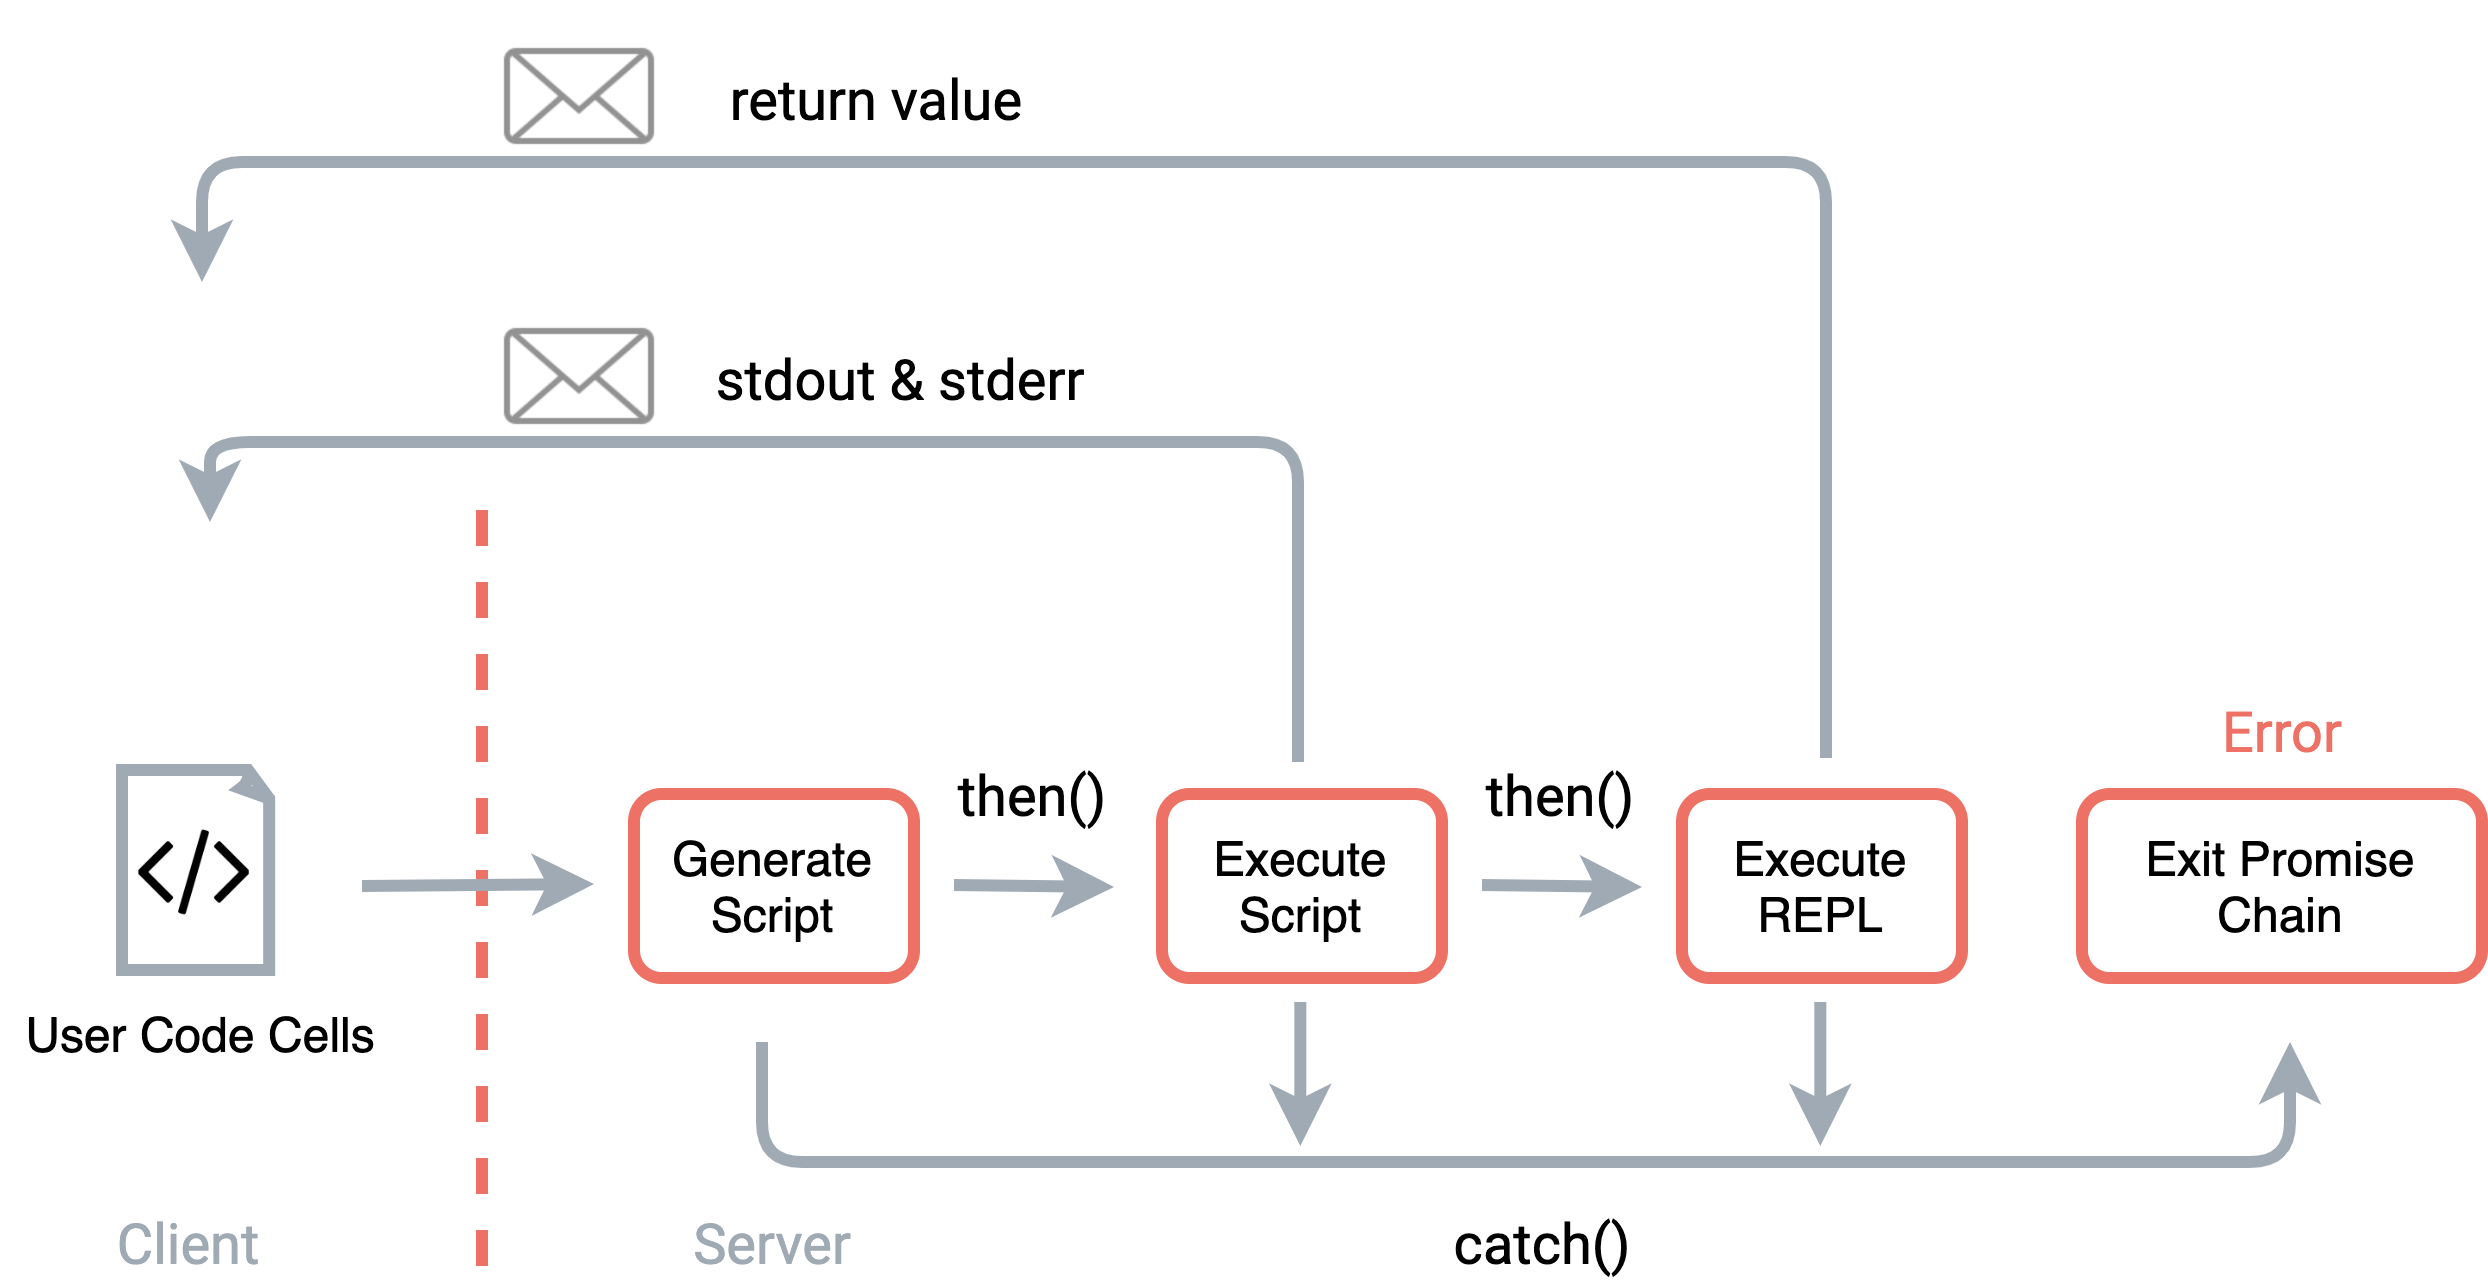 return value
stdout & stderr
Error
then()
then()
Generate
Script
Execute
Script
Execute
REPL
Exit Promise
Chain
</>
User Code Cells
Client
Server
catch()